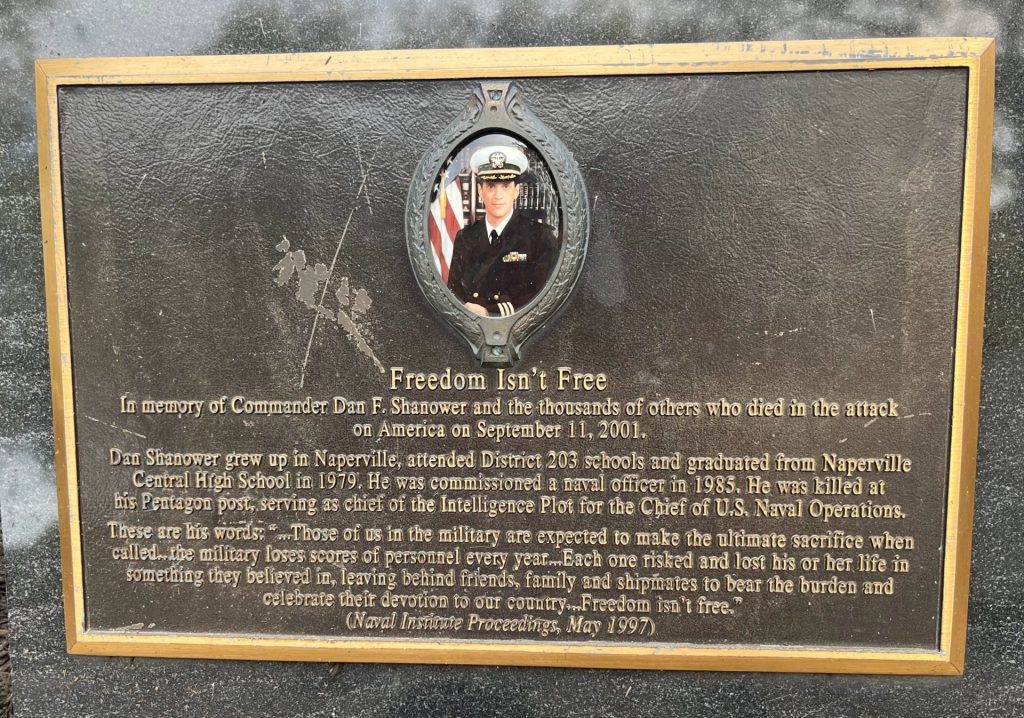 Freedom Isn't Free
In memory of Commander Dan F. Shanower and the thousands of others who died in the attack
on America on September 11, 2001.
Dan Shanower grew up in Naperville, attended District 203 schools and graduated from Naperville
Central High School in 1979. He was commissioned a naval officer in 1985. He was killed at
his Pentagon post, serving as chief of the Intelligence Plot for the Chief of U.S. Naval Operations.
These are his words: "...Those of us in the military are expected to make the ultimate sacrifice when
called...the military loses scores of personnel every year...Each one risked and lost his or her life in
something they believed in, leaving behind friends, family and shipmates to bear the burden and
celebrate their devotion to our country...Freedom isn't free."
(Naval Institute Proceedings, May 1997)